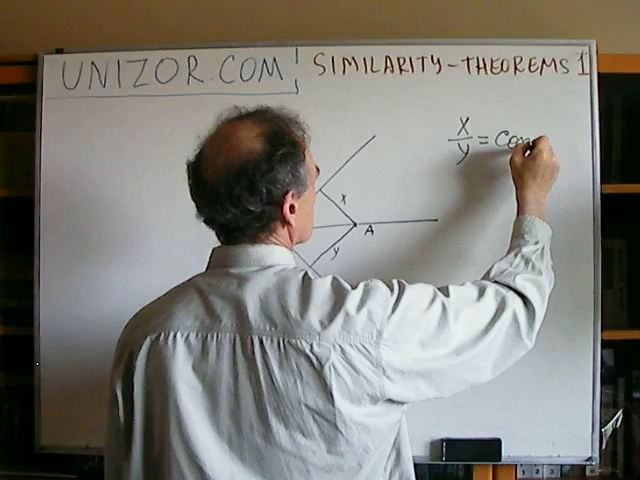 UNIZOR.COM
SIMILARITY-THEOREMS 1
X
y
= Con
x
A
y